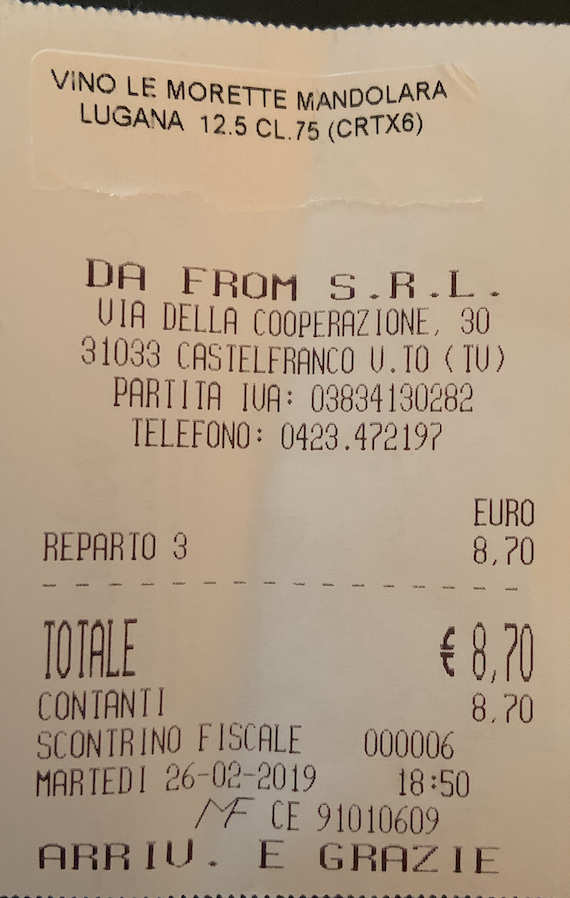 VINO LE MORETTE MANDOLARA
LUGANA 12.5 CL.75 (CRTX6)
DA FROM S.R.L.
VIA DELLA COOPERAZIONE, 30
31033 CASTELFRANCO V.TO (TV)
PARTITA IVA: 03834130282
TELEFONO: 0423.472197
EURO
REPARTO 3 8,70
TOTALE € 8,70
CONTANTI 8,70
SCONTRINO FISCALE 000006
MARTEDI 26-02-2019 18:50
MF CE 91010609
ARRIV. E GRAZIE